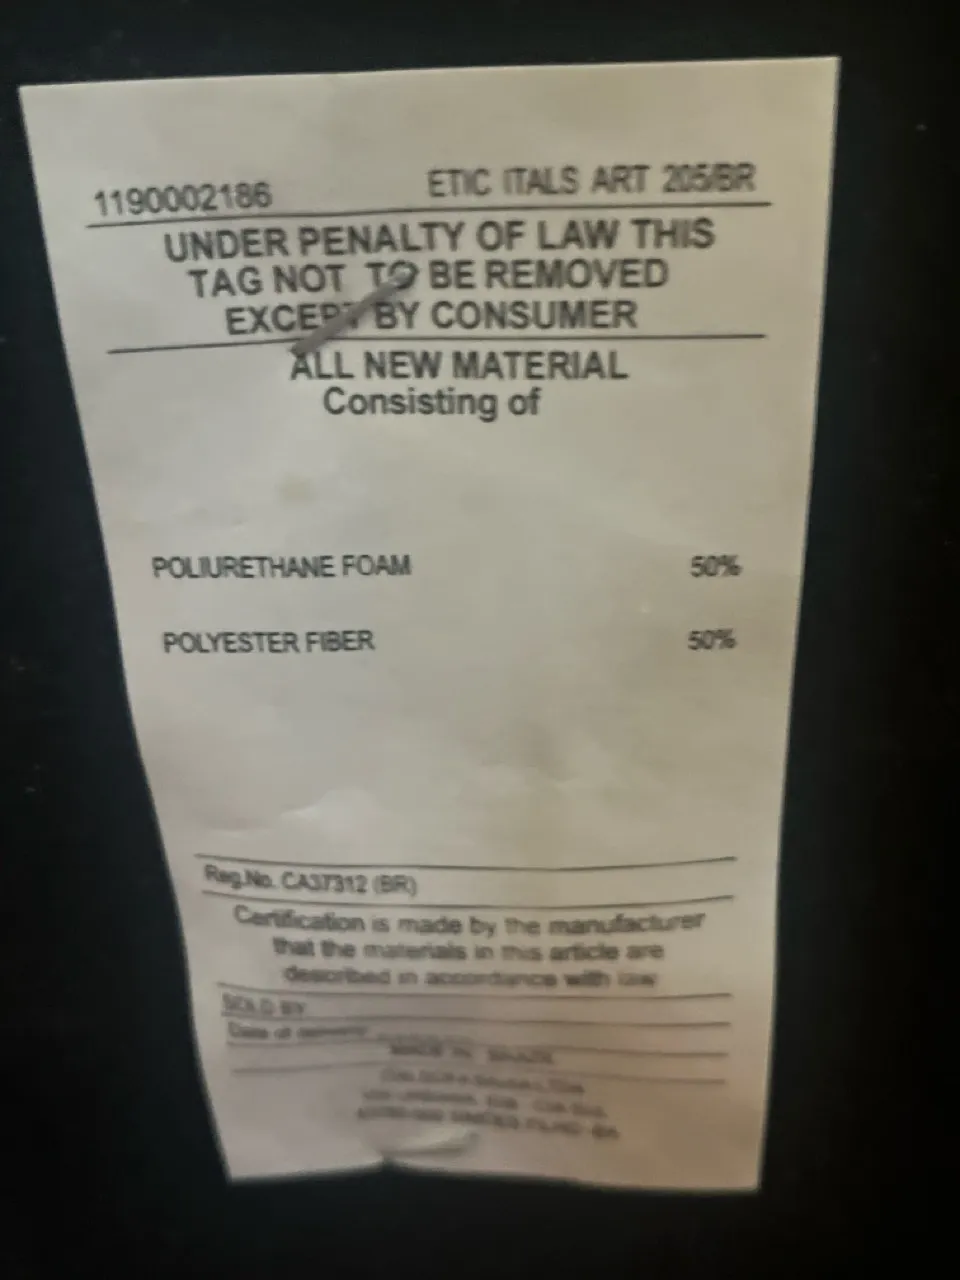 1190002186 ETIC ITALS ART 205/BR
UNDER PENALTY OF LAW THIS
TAG NOT TO BE REMOVED
EXCEPT BY CONSUMER
ALL NEW MATERIAL
Consisting of
POLIURETHANE FOAM 50%
POLYESTER FIBER 50%
Reg.No. CA37312 (BR)
Certification is made by the manufacturer
that the materials in this article are
described in accordance with law
SOLD BY
Date of delivery
MADE IN BRAZIL